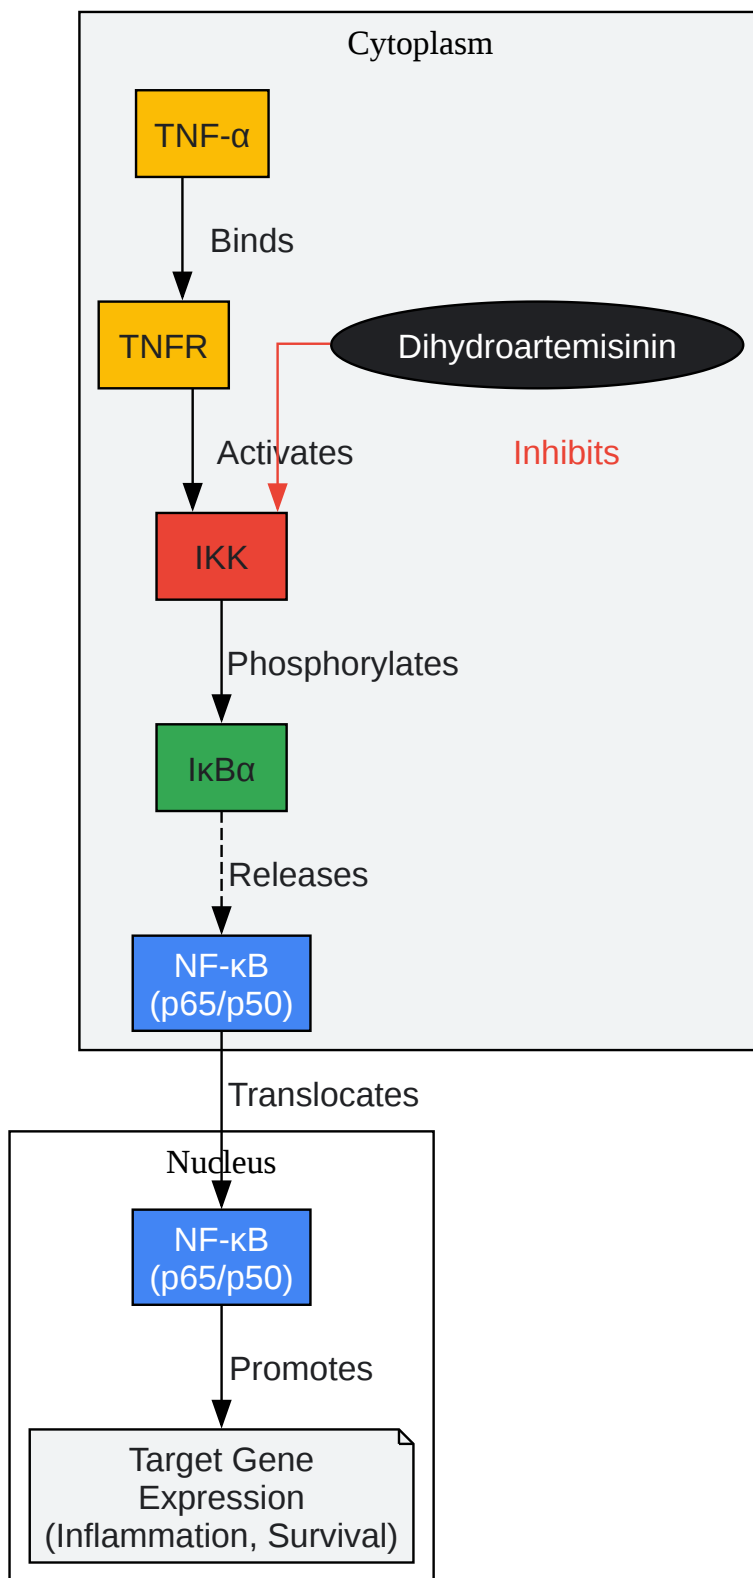 Cytoplasm
TNF-α
Binds
TNFR
Dihydroartemisinin
Activates
Inhibits
IKK
Phosphorylates
IκBα
Releases
NF-κB
(p65/p50)
Translocates
Nucleus
NF-κB
(p65/p50)
Promotes
Target Gene
Expression
(Inflammation, Survival)